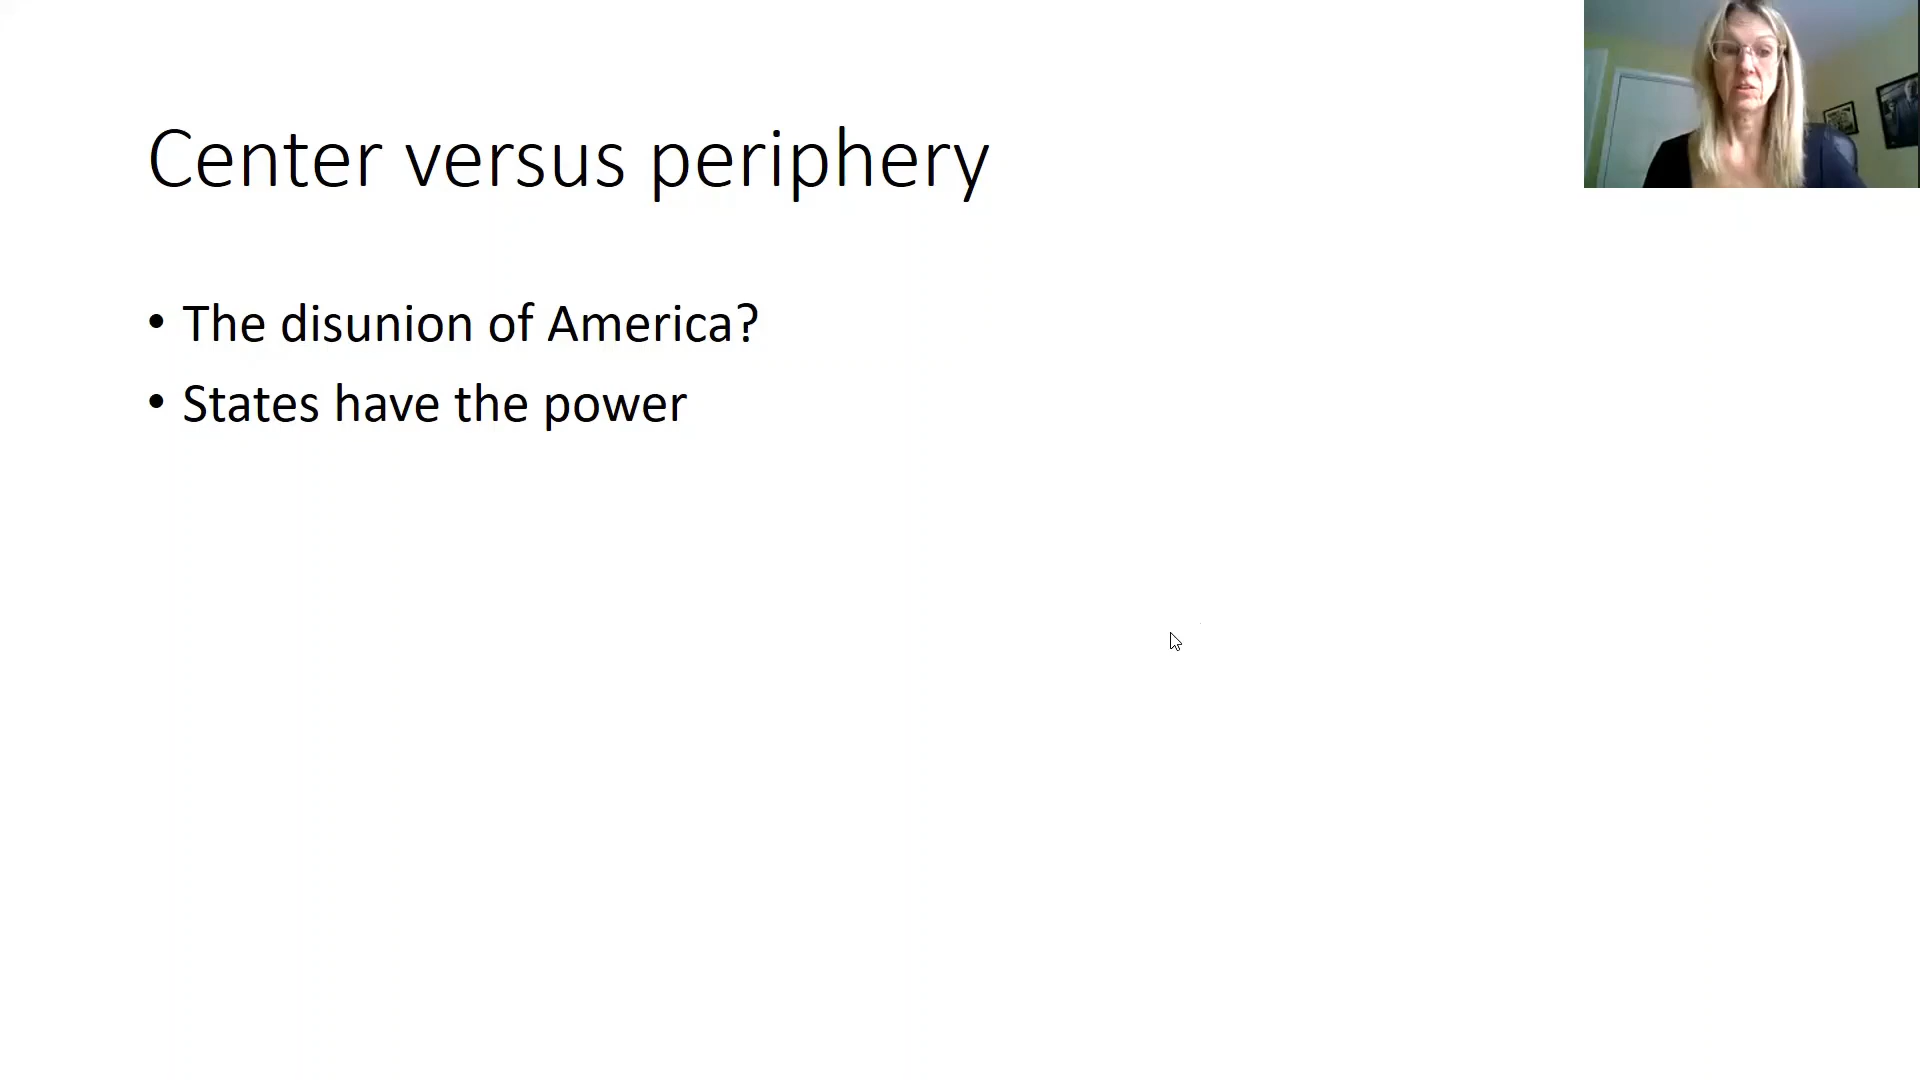 Center versus periphery
• The disunion of America?
• States have the power